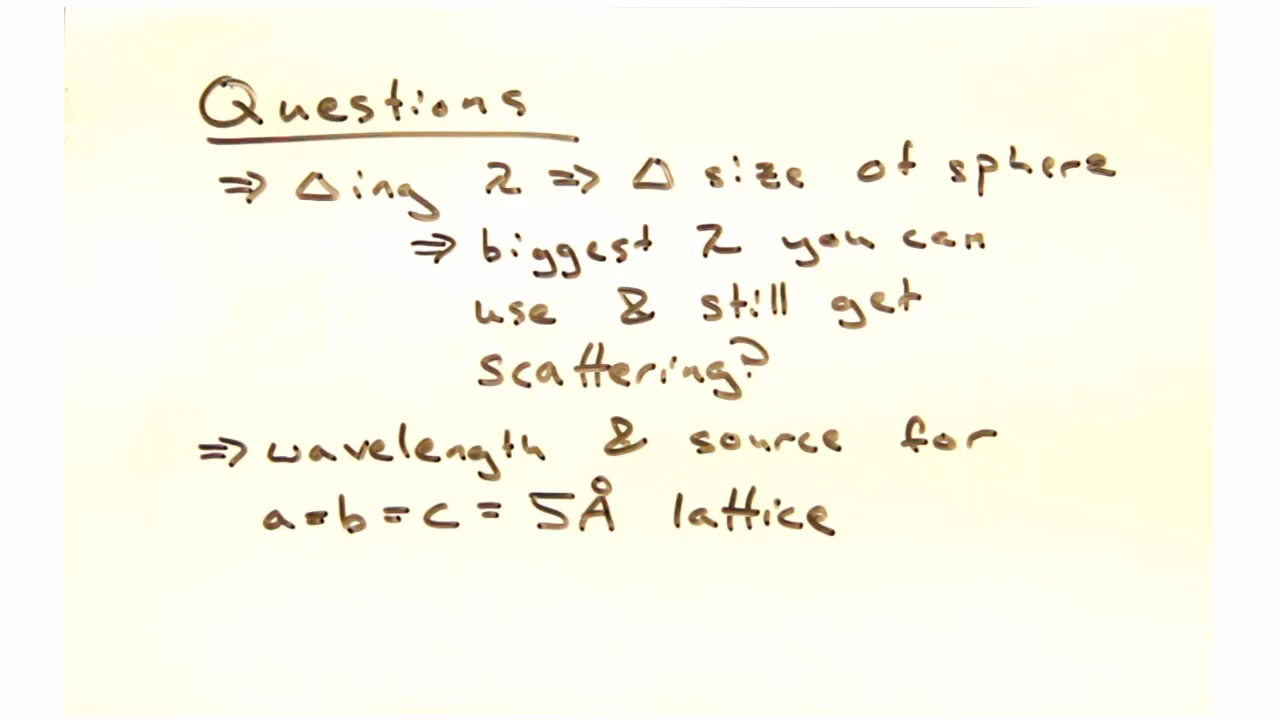 Questions
⇒ Δing λ ⇒ Δ size of sphere
⇒ biggest λ you can
use & still get
scattering?
⇒ wavelength & source for
a=b=c= 5Å lattice